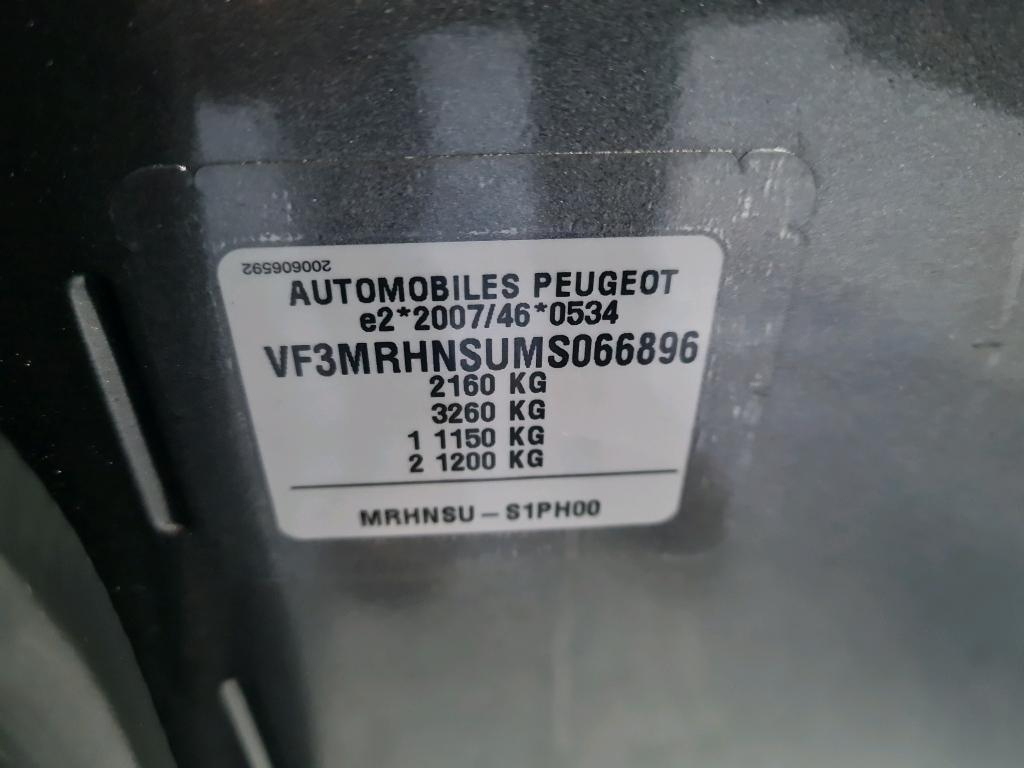 200606592
AUTOMOBILES PEUGEOT
e2*2007/46*0534
VF3MRHNSUMS066896
2160 KG
3260 KG
1 1150 KG
2 1200 KG
MRHNSU – S1PH00